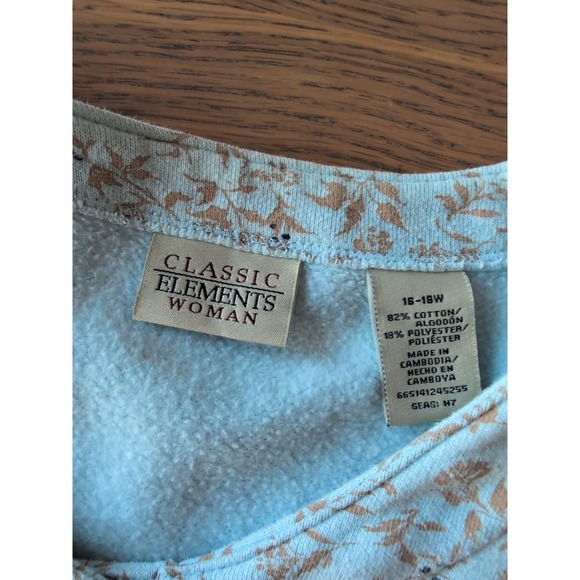 CLASSIC
ELEMENTS
WOMAN
16-18W
82% COTTON/
ALGODÓN
18% POLYESTER/
POLIÉSTER
MADE IN
CAMBODIA/
HECHO EN
CAMBOYA
665141245255
SEAS: H7